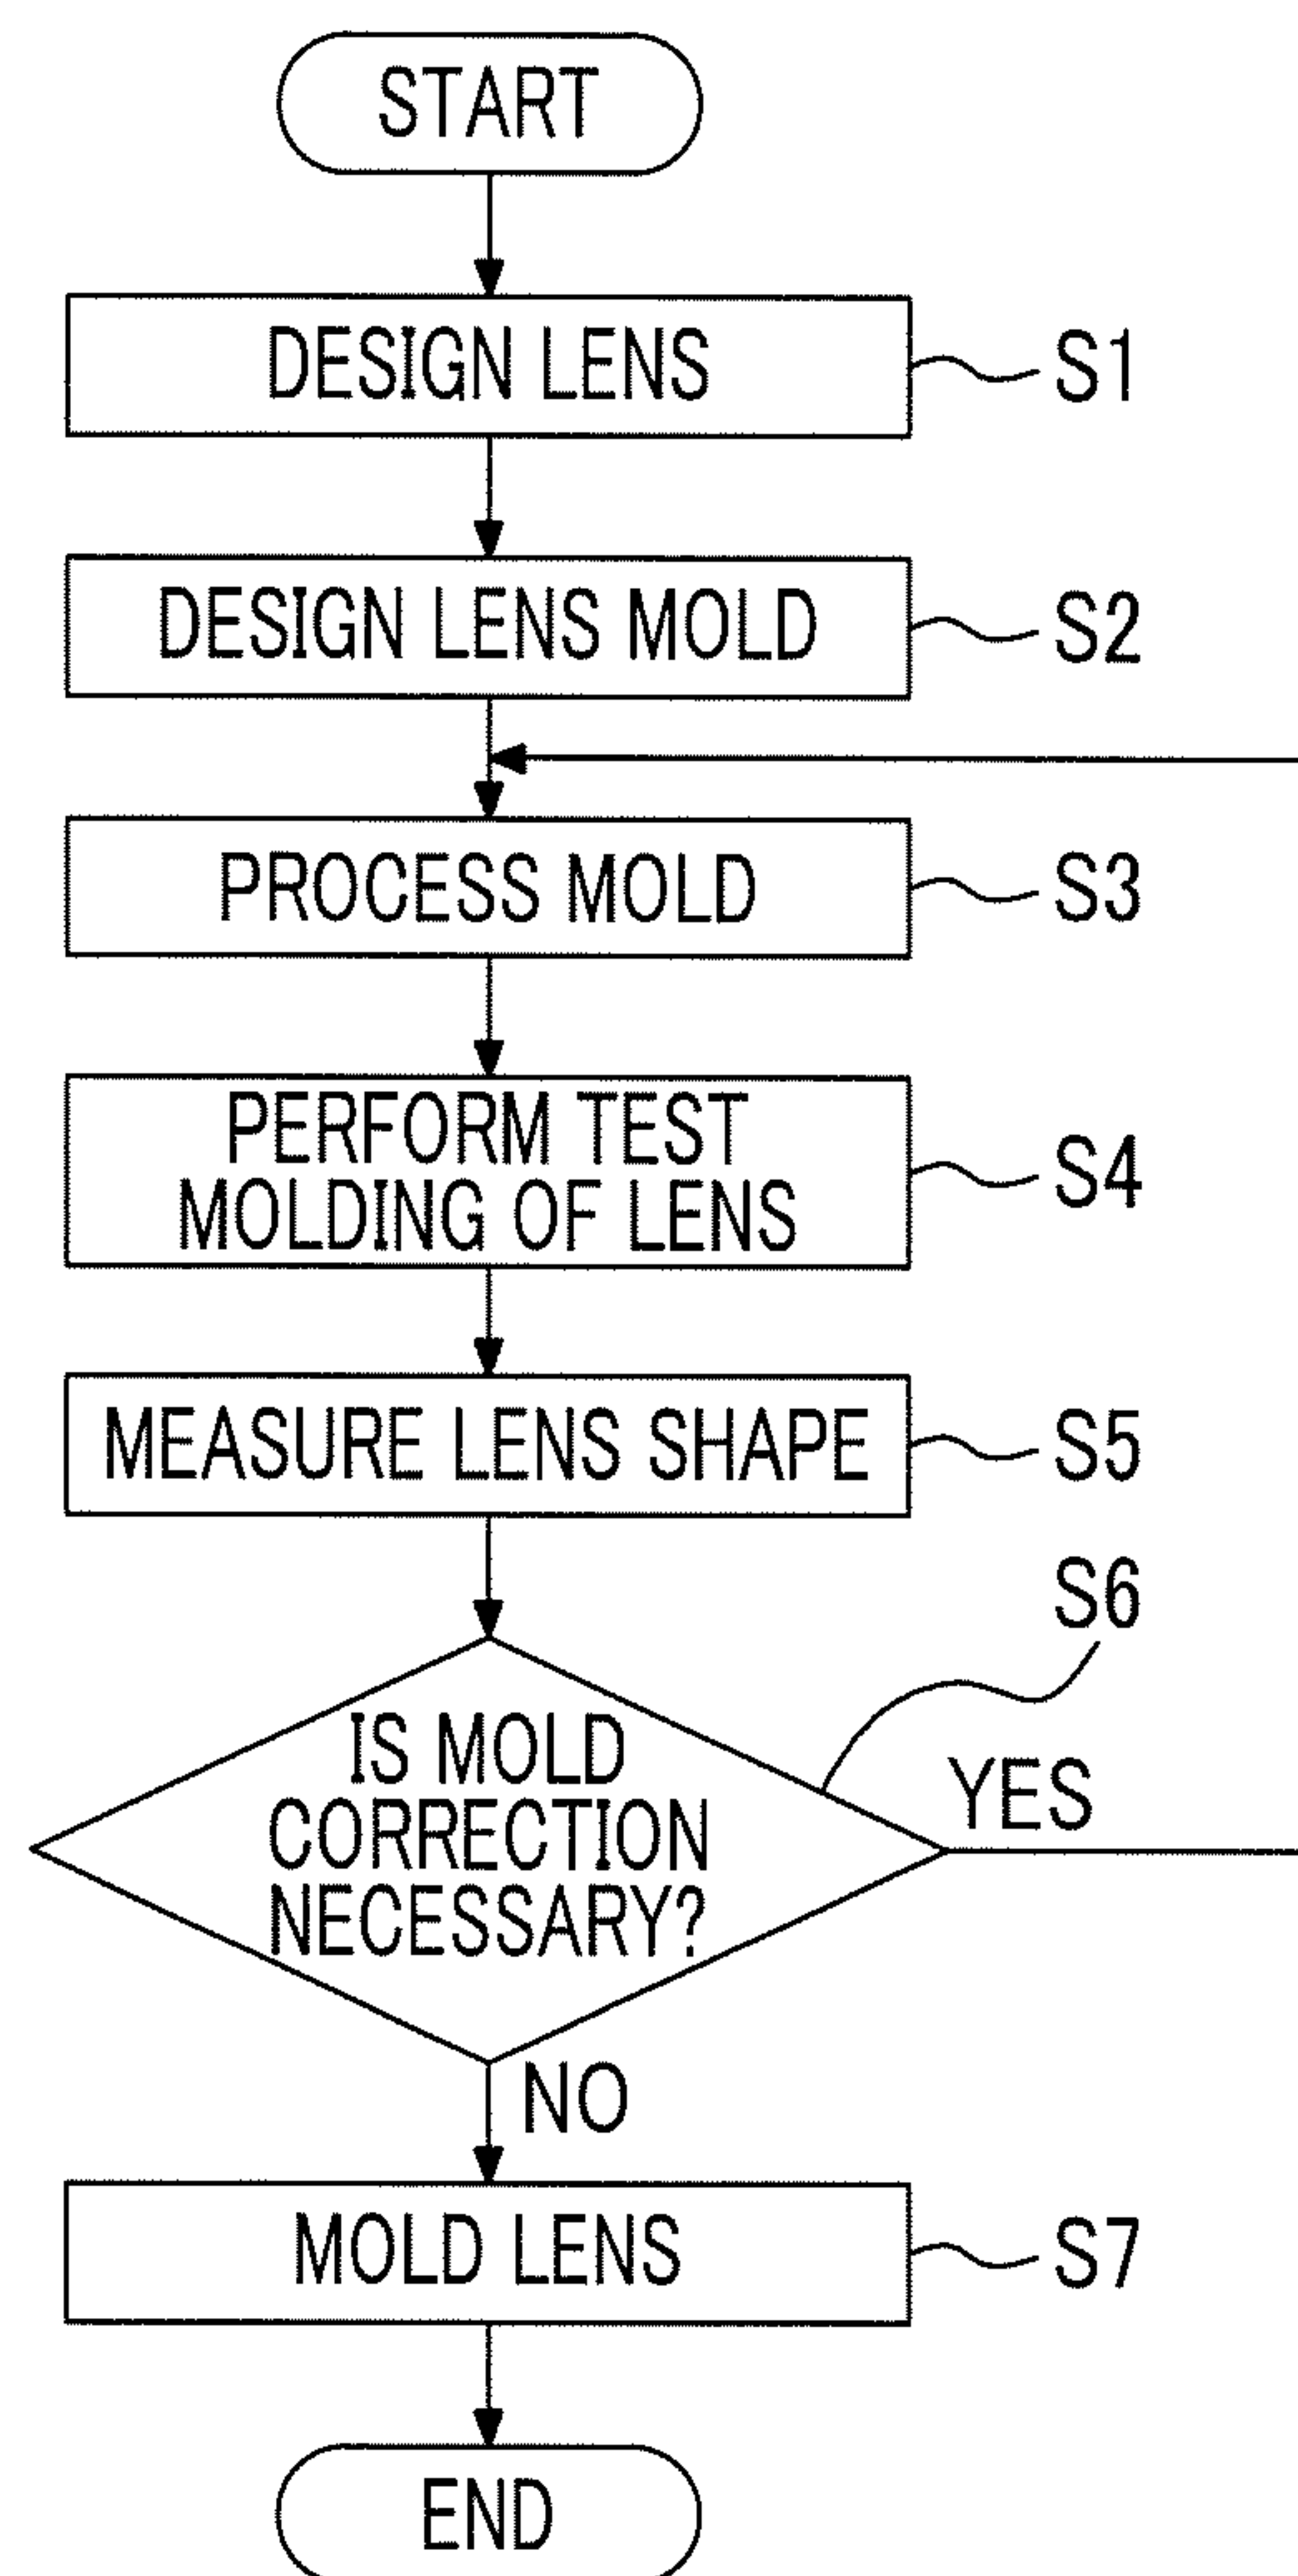 START
DESIGN LENS
S1
DESIGN LENS MOLD
S2
PROCESS MOLD
S3
PERFORM TEST
MOLDING OF LENS
S4
MEASURE LENS SHAPE
S5
S6
IS MOLD
CORRECTION
NECESSARY?
YES
NO
MOLD LENS
S7
END